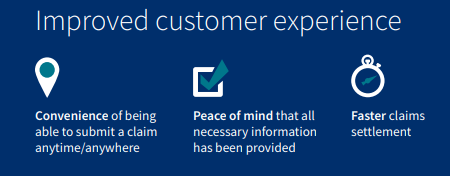 Improved customer experience
Convenience of being
able to submit a claim
anytime/anywhere
Peace of mind that all
necessary information
has been provided
Faster claims
settlement